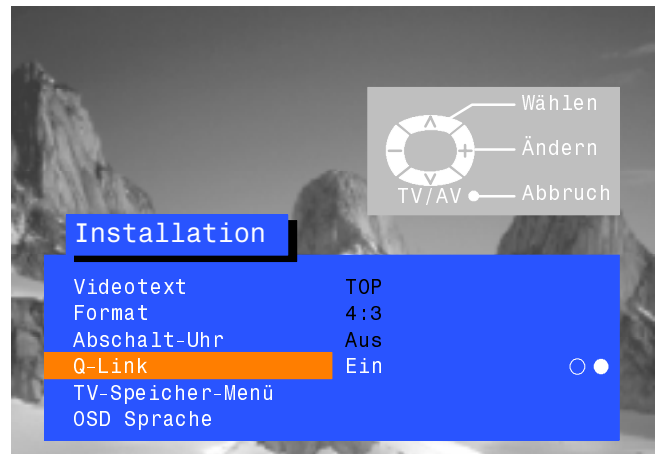 Wählen
Ändern
TV/AV Abbruch
Installation
Videotext TOP
Format 4:3
Abschalt-Uhr Aus
Q-Link Ein
TV-Speicher-Menü
OSD Sprache